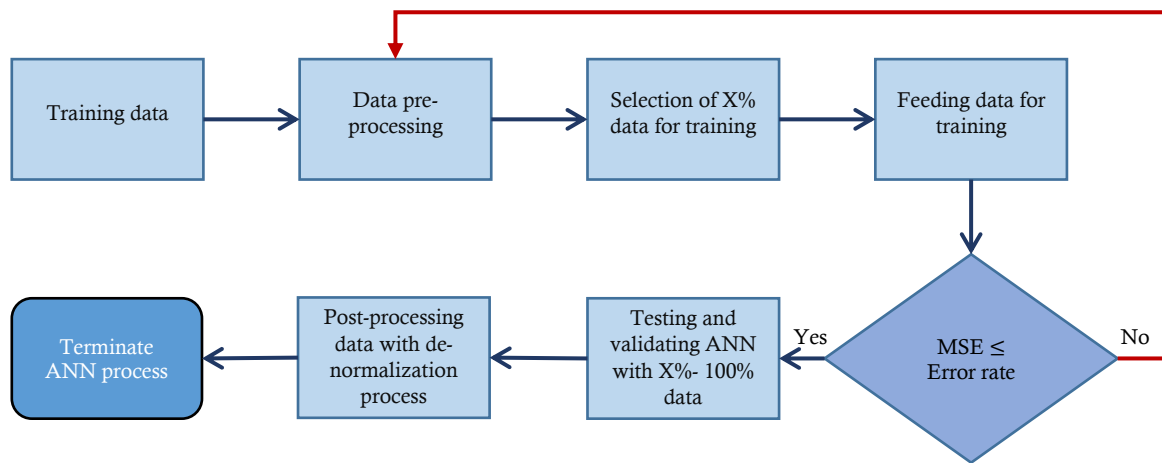 Training data
Data pre-
processing
Selection of X%
data for training
Feeding data for
training
Terminate
ANN process
Post-processing
data with de-
normalization
process
Testing and
validating ANN
with X%- 100%
data
Yes
MSE ≤
Error rate
No